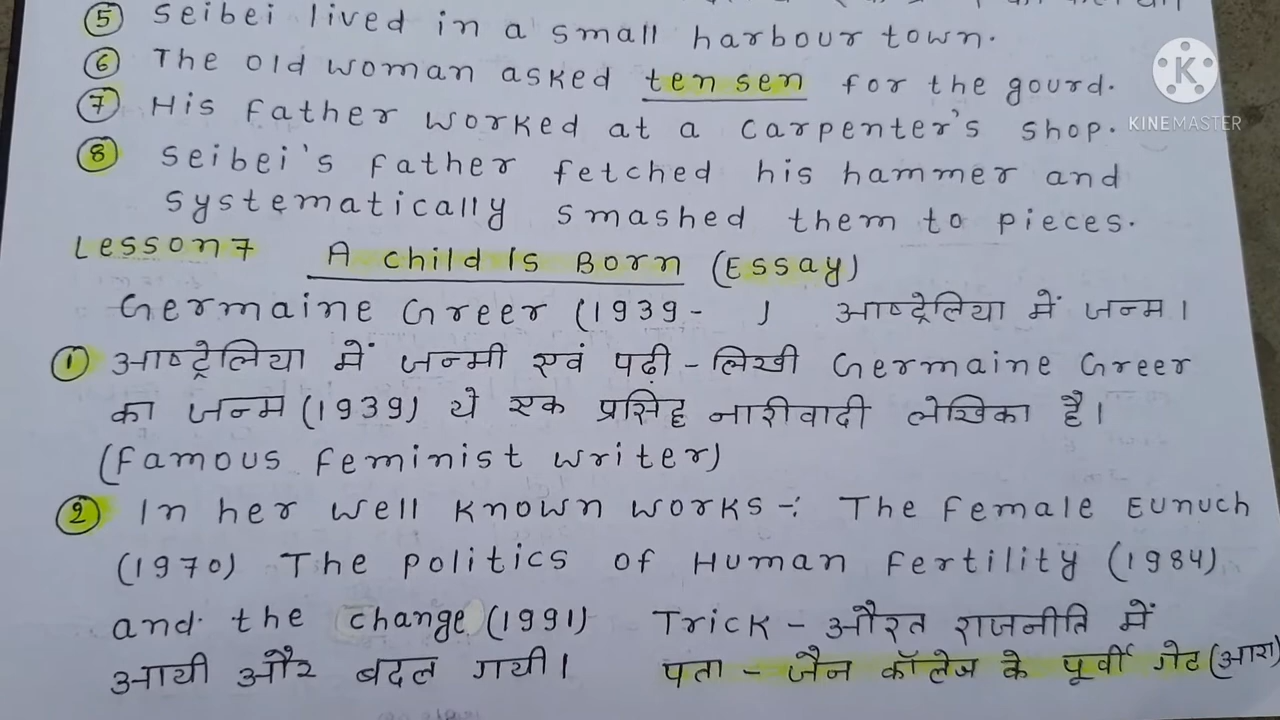 ⑤ Seibei lived in a small harbour town.
⑥ The old woman asked ten sen for the gourd.
⑦ His father worked at a carpenter's shop.
⑧ Seibei's father fetched his hammer and
systematically smashed them to pieces.
Lesson 7 A Child Is Born (Essay)
Germaine Greer (1939- ) आष्ट्रेलिया में जन्म।
① आष्ट्रेलिया में जन्मी एवं पढ़ी-लिखी Germaine Greer
का जन्म (1939) ये एक प्रसिद्ध नारीवादी लेखिका है।
(Famous Feminist writer)
② In her well known works-: The Female Eunuch
(1970) The Politics of Human Fertility (1984)
and the change (1991) Trick - औरत राजनीति में
आयी और बदल गयी। पता - जैन कॉलेज के पूर्वी गेट (आरा)
KINEMASTER